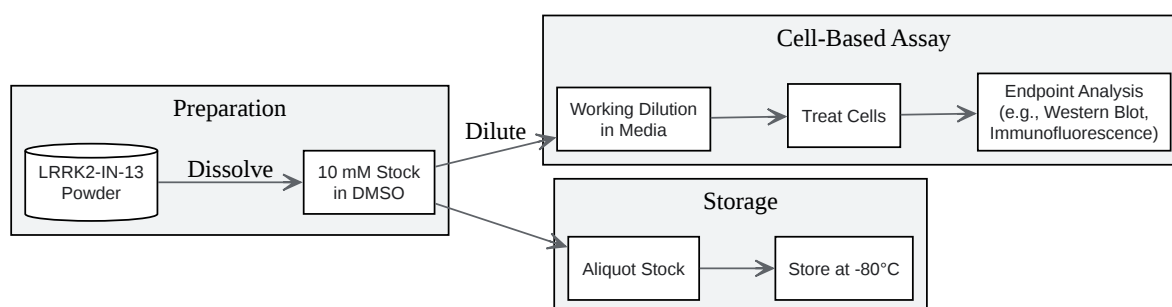 Preparation
LRRK2-IN-13
Powder
Dissolve
10 mM Stock
in DMSO
Dilute
Cell-Based Assay
Working Dilution
in Media
Treat Cells
Endpoint Analysis
(e.g., Western Blot,
Immunofluorescence)
Storage
Aliquot Stock
Store at -80°C